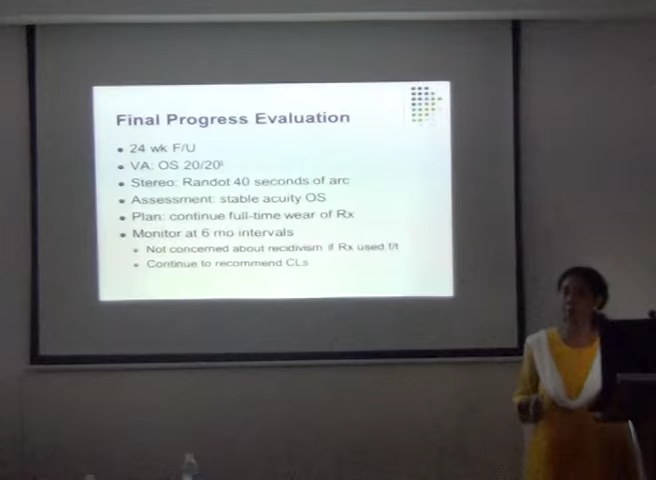 Final Progress Evaluation
24 wk F/U
VA: OS 20/20
Stereo: Randot 40 seconds of arc
Assessment: stable acuity OS
Plan: continue full-time wear of Rx
Monitor at 6 mo intervals
Not concerned about recidivism if Rx used f/t
Continue to recommend CLs